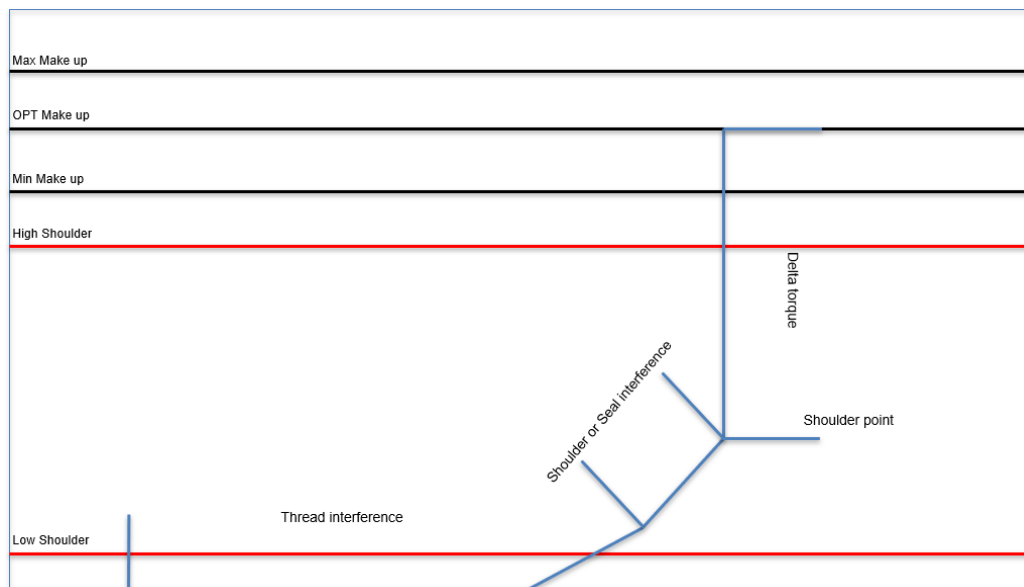 Max Make up
OPT Make up
Min Make up
High Shoulder
Delta torque
Shoulder or Seal interference
Shoulder point
Thread interference
Low Shoulder